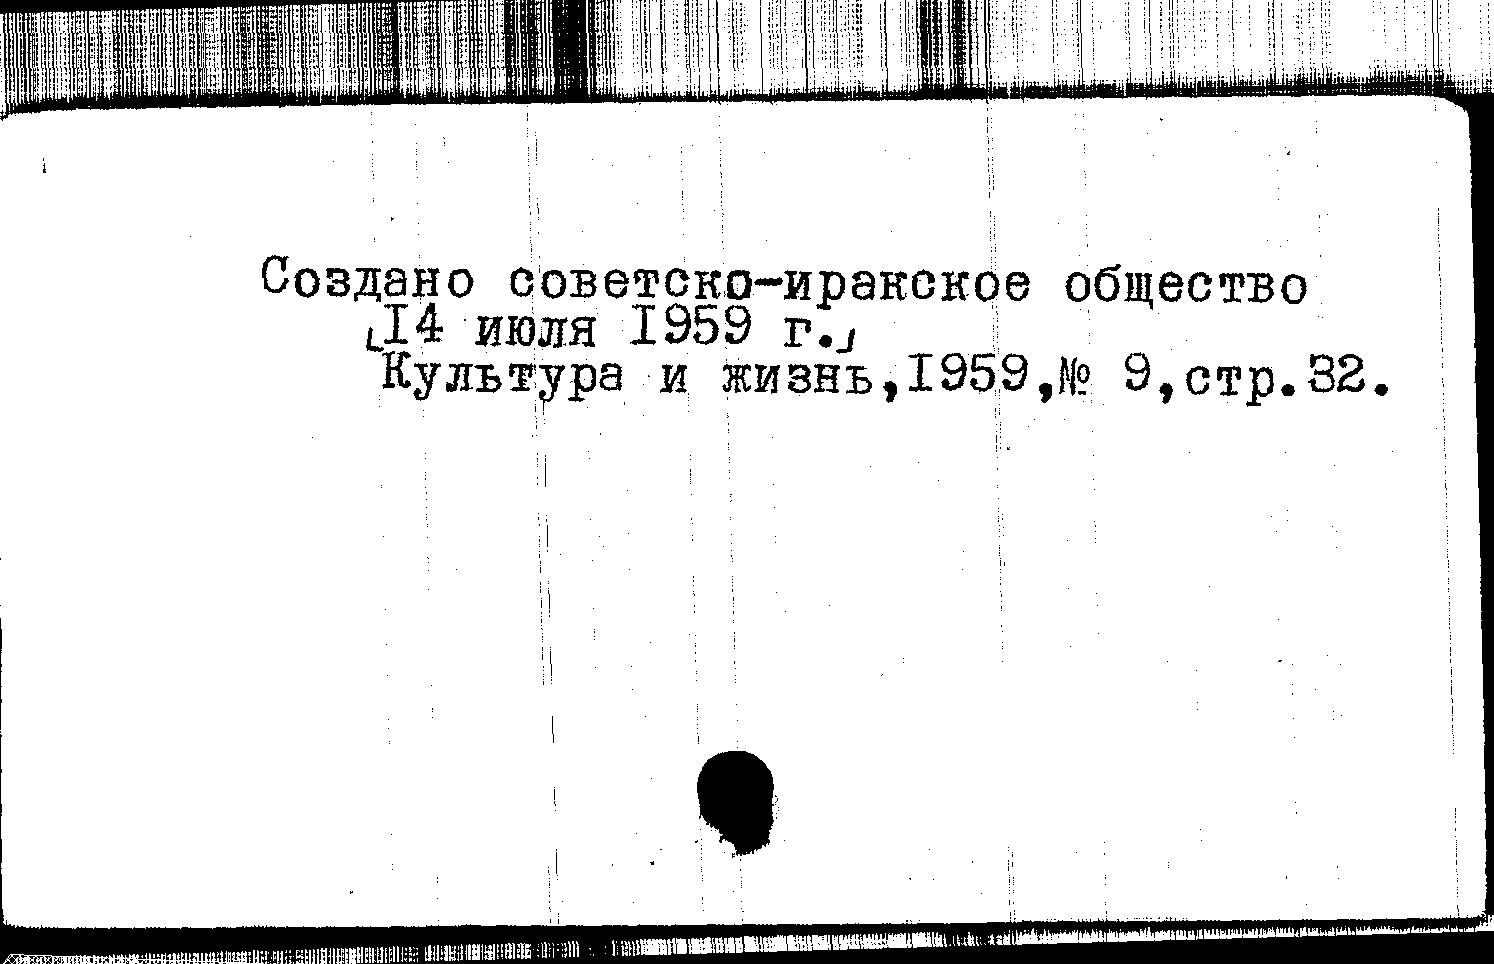 Создано советско-иракское общество
[14 июля 1959 г.]
Культура и жизнь,1959,№ 9,стр.32.